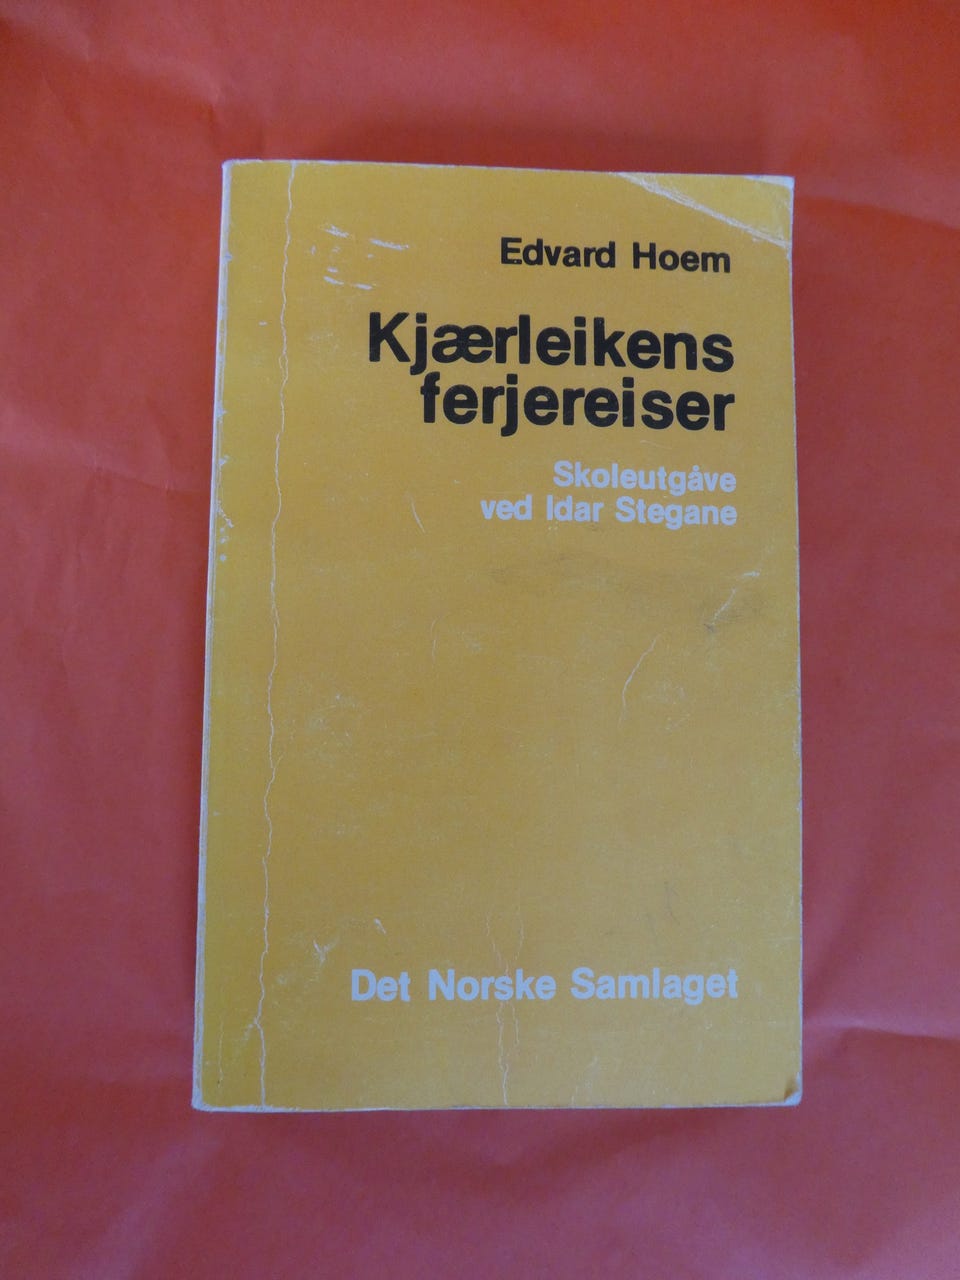 Edvard Hoem
Kjærleikens
ferjereiser
Skoleutgåve
ved Idar Stegane
Det Norske Samlaget